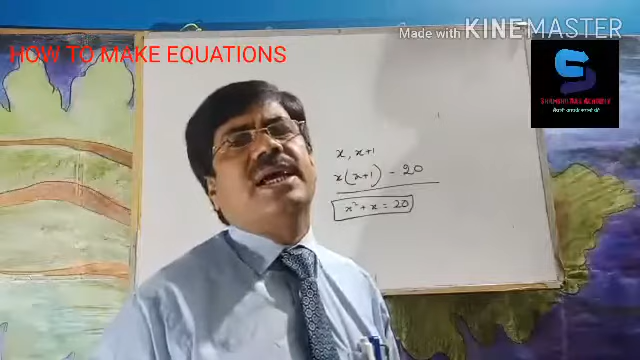 Made with KINEMASTER
HOW TO MAKE EQUATIONS
x, x+1
x(x+1) - 20
x² + x = 20